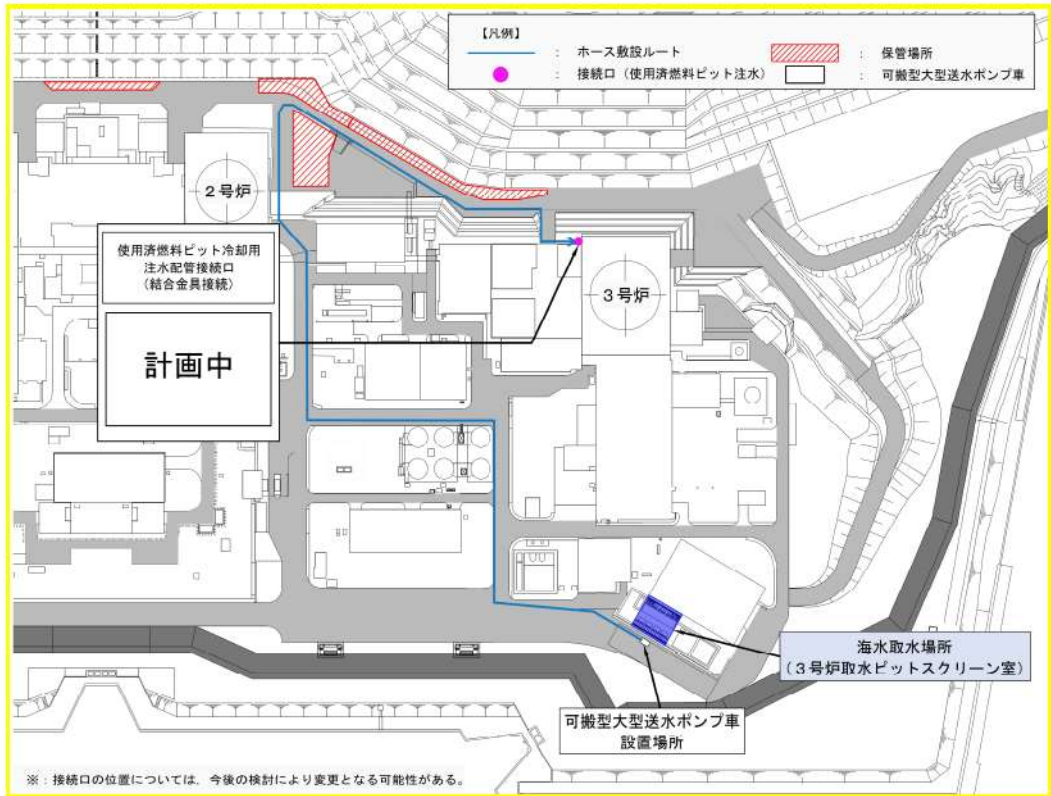 【凡例】
： ホース敷設ルート
： 保管場所
： 接続口（使用済燃料ピット注水）
： 可搬型大型送水ポンプ車
２号炉
使用済燃料ピット冷却用
注水配管接続口
（結合金具接続）
計画中
３号炉
海水取水場所
（３号炉取水ピットスクリーン室）
可搬型大型送水ポンプ車
設置場所
※：接続口の位置については，今後の検討により変更となる可能性がある。